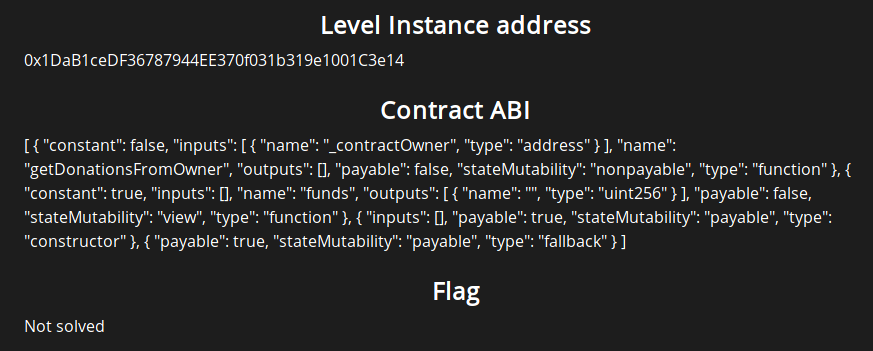 Level Instance address
0x1DaB1ceDF36787944EE370f031b319e1001C3e14
Contract ABI
[ { "constant": false, "inputs": [ { "name": "_contractOwner", "type": "address" } ], "name":
"getDonationsFromOwner", "outputs": [], "payable": false, "stateMutability": "nonpayable", "type": "function" }, {
"constant": true, "inputs": [], "name": "funds", "outputs": [ { "name": "", "type": "uint256" } ], "payable": false,
"stateMutability": "view", "type": "function" }, { "inputs": [], "payable": true, "stateMutability": "payable", "type":
"constructor" }, { "payable": true, "stateMutability": "payable", "type": "fallback" } ]
Flag
Not solved